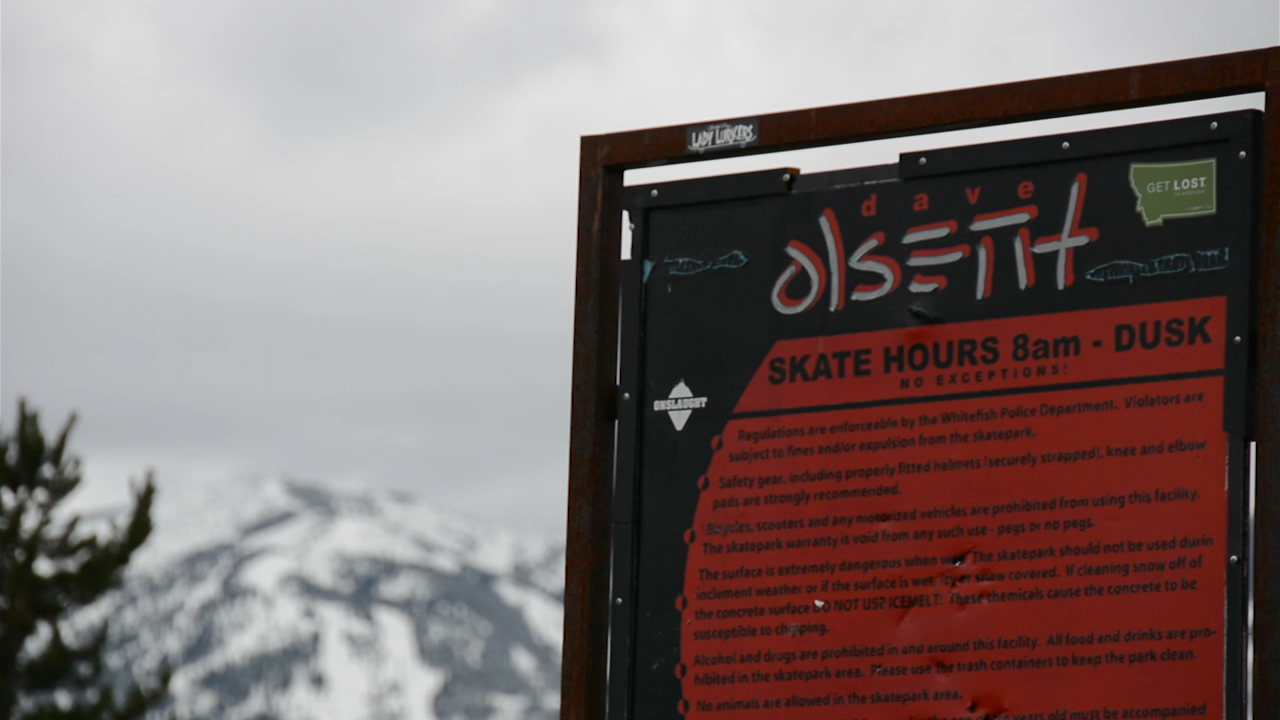 LADY LURKERS
GET LOST
dave
olsEnt
SKATE HOURS 8am - DUSK
NO EXCEPTIONS!
ONSLAUGHT
Regulations are enforceable by the Whitefish Police Department. Violators are
subject to fines and/or expulsion from the skatepark.
Safety gear, including properly fitted helmets (securely strapped), knee and elbow
pads are strongly recommended.
Bicycles, scooters and any motorized vehicles are prohibited from using this facility.
The skatepark warranty is void from any such use - pegs or no pegs.
The surface is extremely dangerous when wet. The skatepark should not be used durin
inclement weather or if the surface is wet, icy or snow covered. If cleaning snow off of
the concrete surface DO NOT USE ICEMELT! These chemicals cause the concrete to be
susceptible to chipping.
Alcohol and drugs are prohibited in and around this facility. All food and drinks are pro-
hibited in the skatepark area. Please use the trash containers to keep the park clean.
No animals are allowed in the skatepark area.
years old must be accompanied